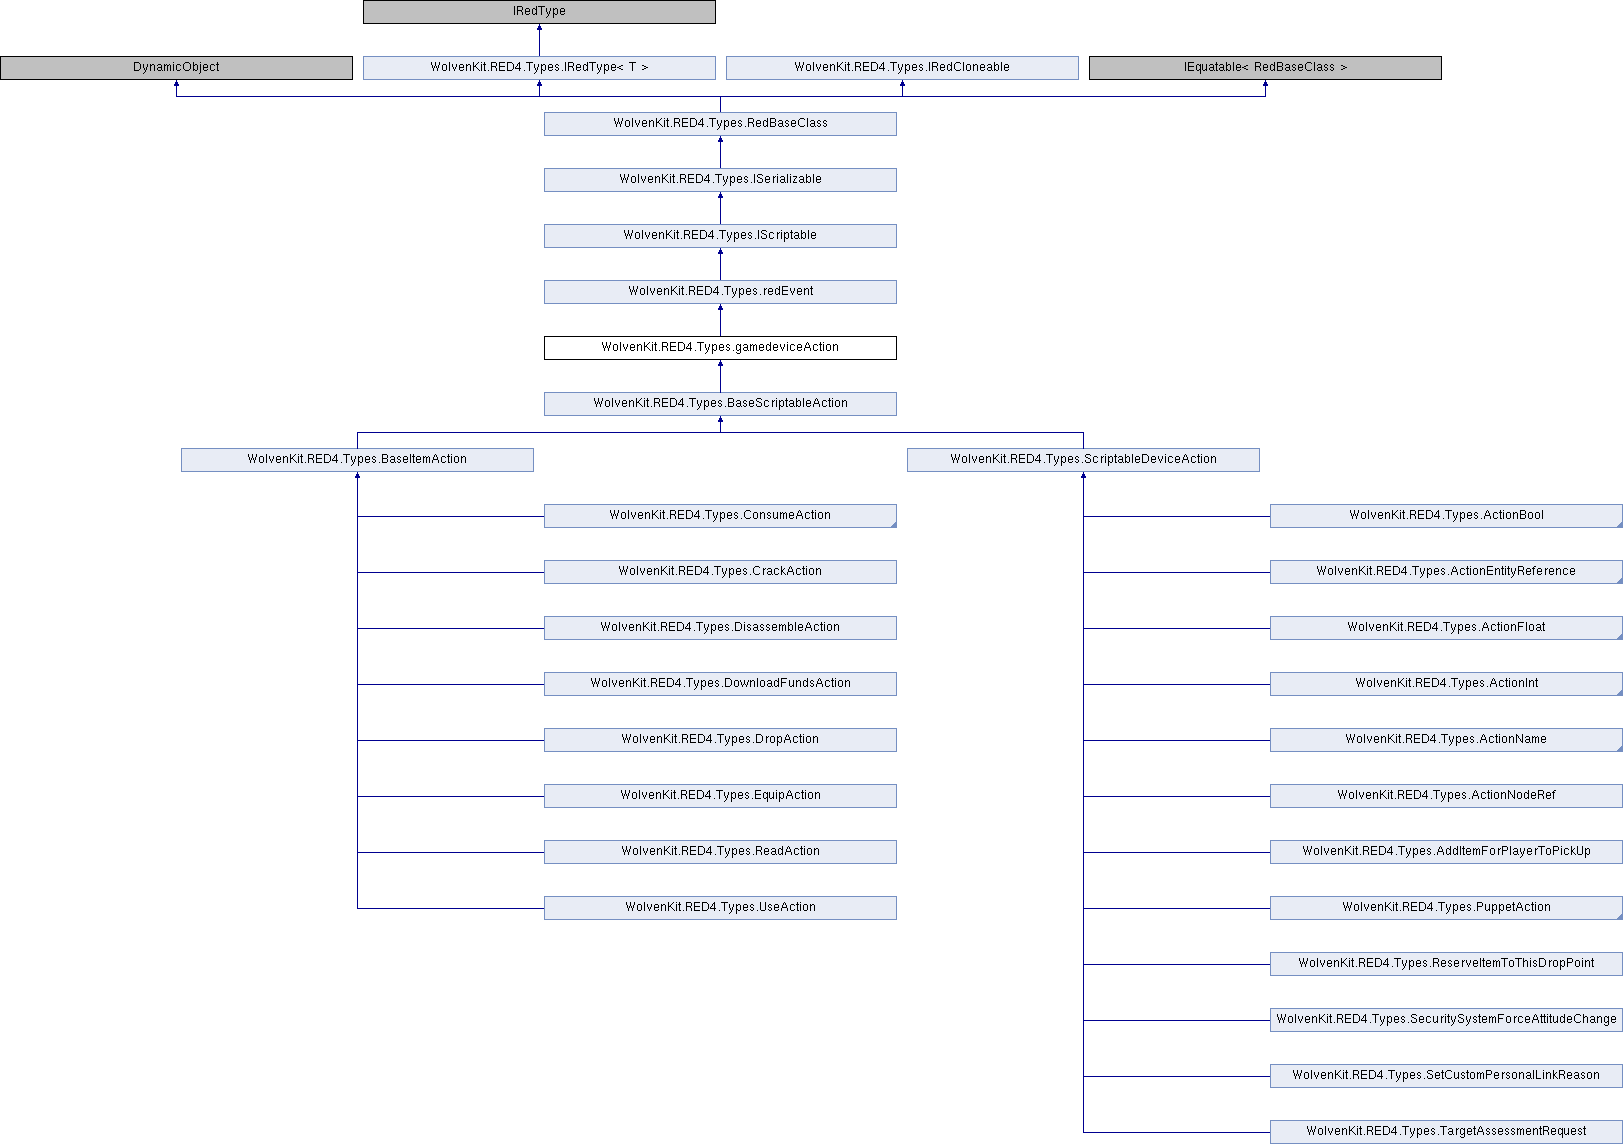 IRedType
DynamicObject
WolvenKit.RED4.Types.IRedType< T >
WolvenKit.RED4.Types.IRedCloneable
IEquatable< RedBaseClass >
WolvenKit.RED4.Types.RedBaseClass
WolvenKit.RED4.Types.ISerializable
WolvenKit.RED4.Types.IScriptable
WolvenKit.RED4.Types.redEvent
WolvenKit.RED4.Types.gamedeviceAction
WolvenKit.RED4.Types.BaseScriptableAction
WolvenKit.RED4.Types.BaseItemAction
WolvenKit.RED4.Types.ScriptableDeviceAction
WolvenKit.RED4.Types.ConsumeAction
WolvenKit.RED4.Types.ActionBool
WolvenKit.RED4.Types.CrackAction
WolvenKit.RED4.Types.ActionEntityReference
WolvenKit.RED4.Types.DisassembleAction
WolvenKit.RED4.Types.ActionFloat
WolvenKit.RED4.Types.DownloadFundsAction
WolvenKit.RED4.Types.ActionInt
WolvenKit.RED4.Types.DropAction
WolvenKit.RED4.Types.ActionName
WolvenKit.RED4.Types.EquipAction
WolvenKit.RED4.Types.ActionNodeRef
WolvenKit.RED4.Types.ReadAction
WolvenKit.RED4.Types.AddItemForPlayerToPickUp
WolvenKit.RED4.Types.UseAction
WolvenKit.RED4.Types.PuppetAction
WolvenKit.RED4.Types.ReserveItemToThisDropPoint
WolvenKit.RED4.Types.SecuritySystemForceAttitudeChange
WolvenKit.RED4.Types.SetCustomPersonalLinkReason
WolvenKit.RED4.Types.TargetAssessmentRequest